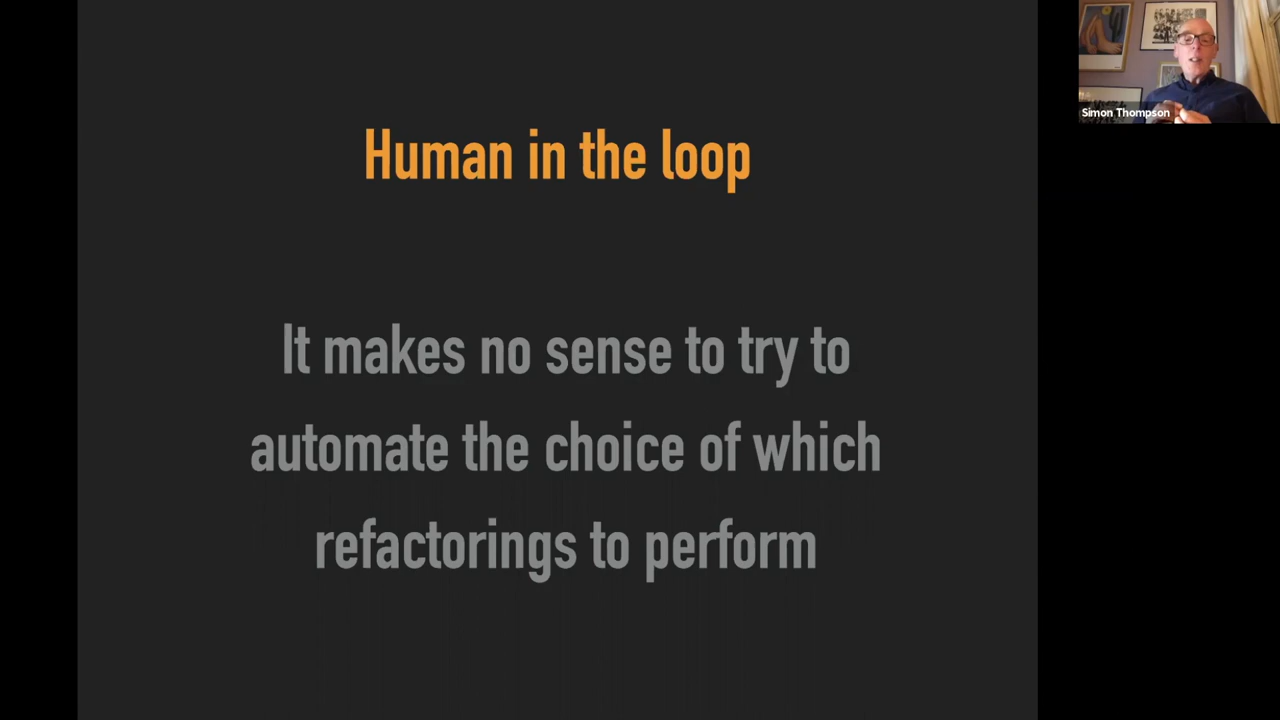 Human in the loop
It makes no sense to try to
automate the choice of which
refactorings to perform
Simon Thompson